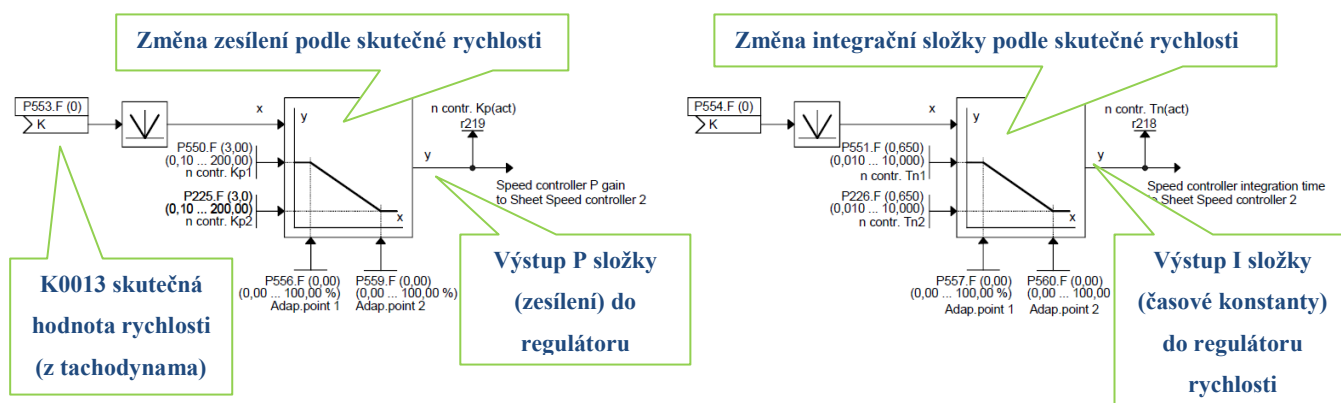 Změna zesílení podle skutečné rychlosti
P553.F (0)
K
x
y
n contr. Kp(act)
r219
P550.F (3,00)
(0,10 ... 200,00)
n contr. Kp1
y
P225.F (3,0)
(0,10 ... 200,00)
n contr. Kp2
x
Speed controller P gain
to Sheet Speed controller 2
P556.F (0,00)
(0,00 ... 100,00 %)
Adap.point 1
P559.F (0,00)
(0,00 ... 100,00 %)
Adap.point 2
K0013 skutečná
hodnota rychlosti
(z tachodynama)
Výstup P složky
(zesílení) do
regulátoru
Změna integrační složky podle skutečné rychlosti
P554.F (0)
K
x
y
n contr. Tn(act)
r218
P551.F (0,650)
(0,010 ... 10,000)
n contr. Tn1
y
P226.F (0,650)
(0,010 ... 10,000)
n contr. Tn2
x
Speed controller integration time
to Sheet Speed controller 2
P557.F (0,00)
(0,00 ... 100,00 %)
Adap.point 1
P560.F (0,00)
(0,00 ... 100,00
Adap.point 2
Výstup I složky
(časové konstanty)
do regulátoru
rychlosti